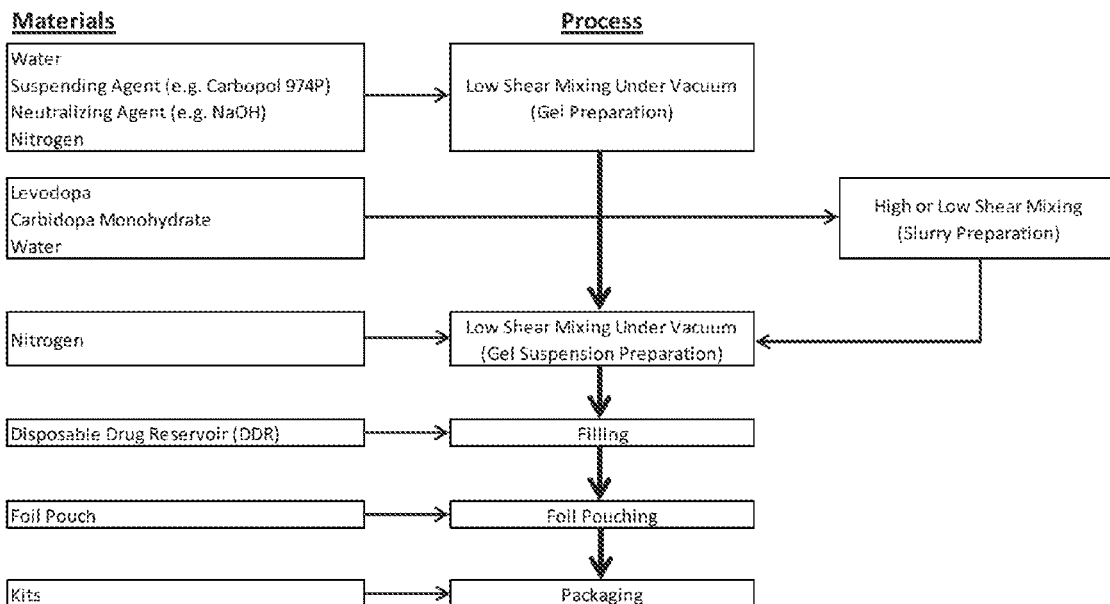 Materials
Process
Water
Suspending Agent (e.g. Carbopol 974P)
Neutralizing Agent (e.g. NaOH)
Nitrogen
Low Shear Mixing Under Vacuum
(Gel Preparation)
Levodopa
Carbidopa Monohydrate
Water
High or Low Shear Mixing
(Slurry Preparation)
Nitrogen
Low Shear Mixing Under Vacuum
(Gel Suspension Preparation)
Disposable Drug Reservoir (DDR)
Filling
Foil Pouch
Foil Pouching
Kits
Packaging